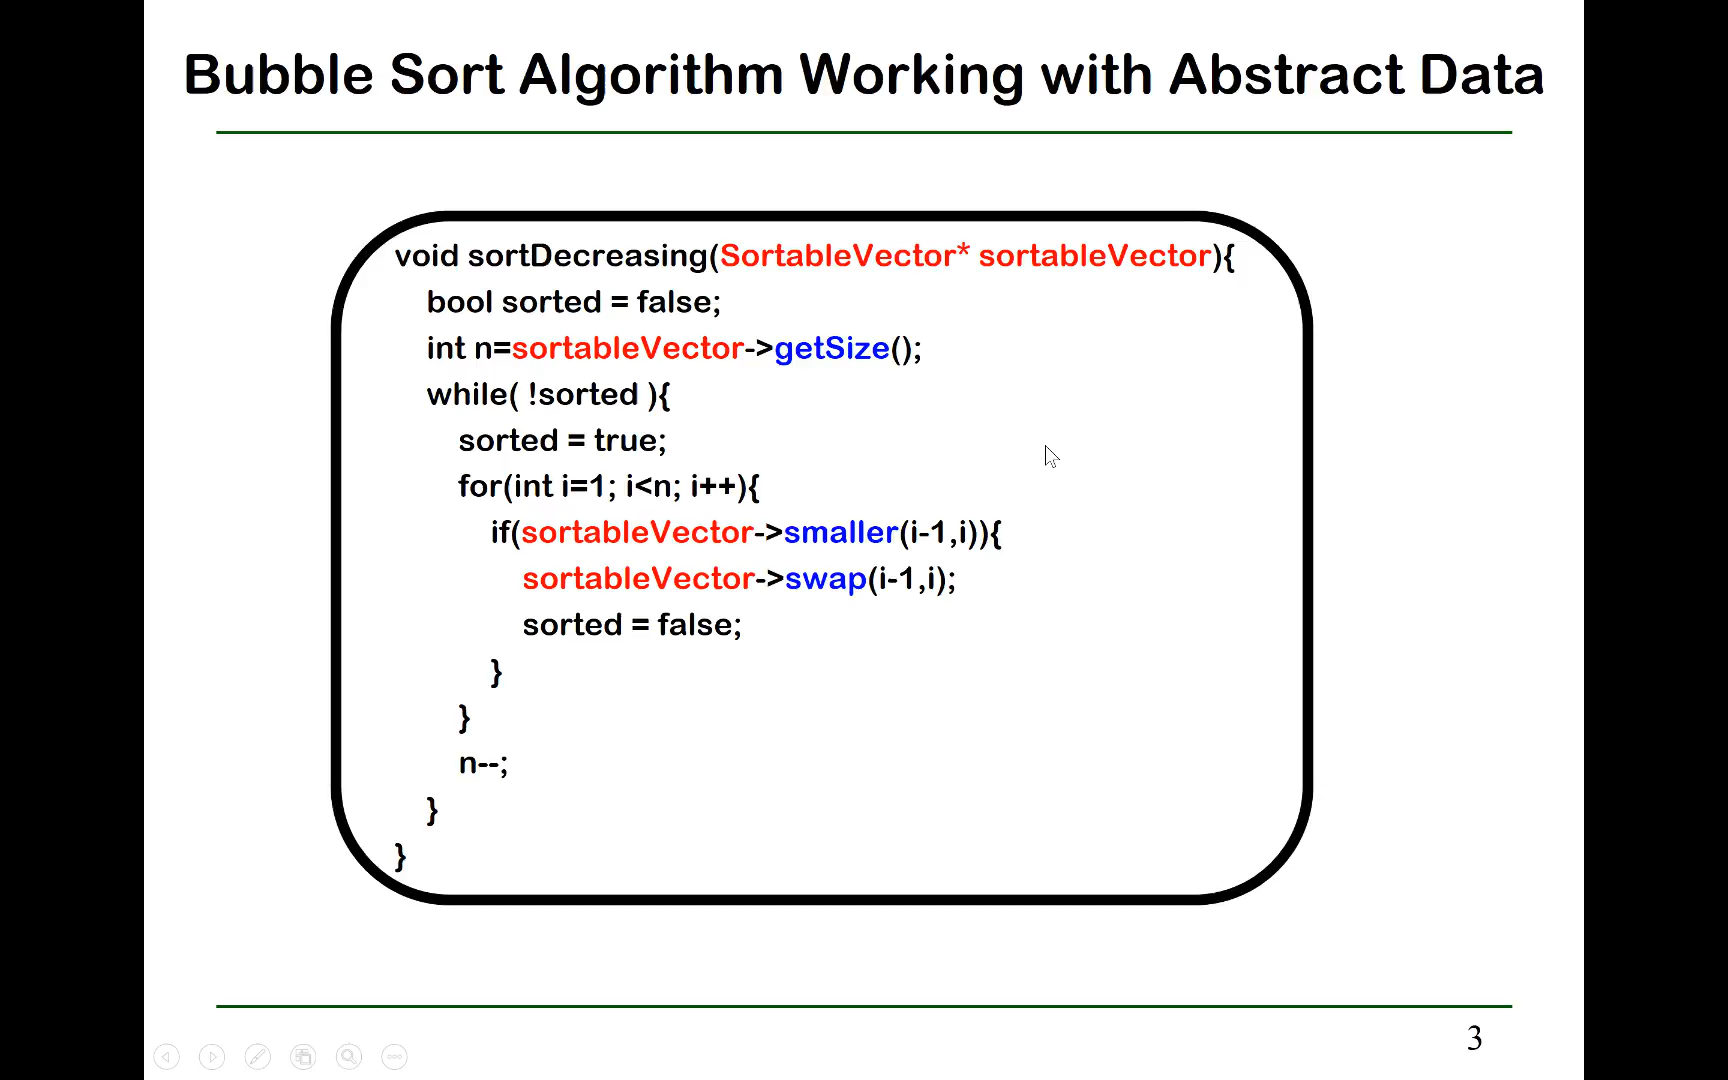 Bubble Sort Algorithm Working with Abstract Data
void sortDecreasing(SortableVector* sortableVector){
bool sorted = false;
int n=sortableVector->getSize();
while( !sorted ){
sorted = true;
for(int i=1; i<n; i++){
if(sortableVector->smaller(i-1,i)){
sortableVector->swap(i-1,i);
sorted = false;
}
}
n--;
}
}
3